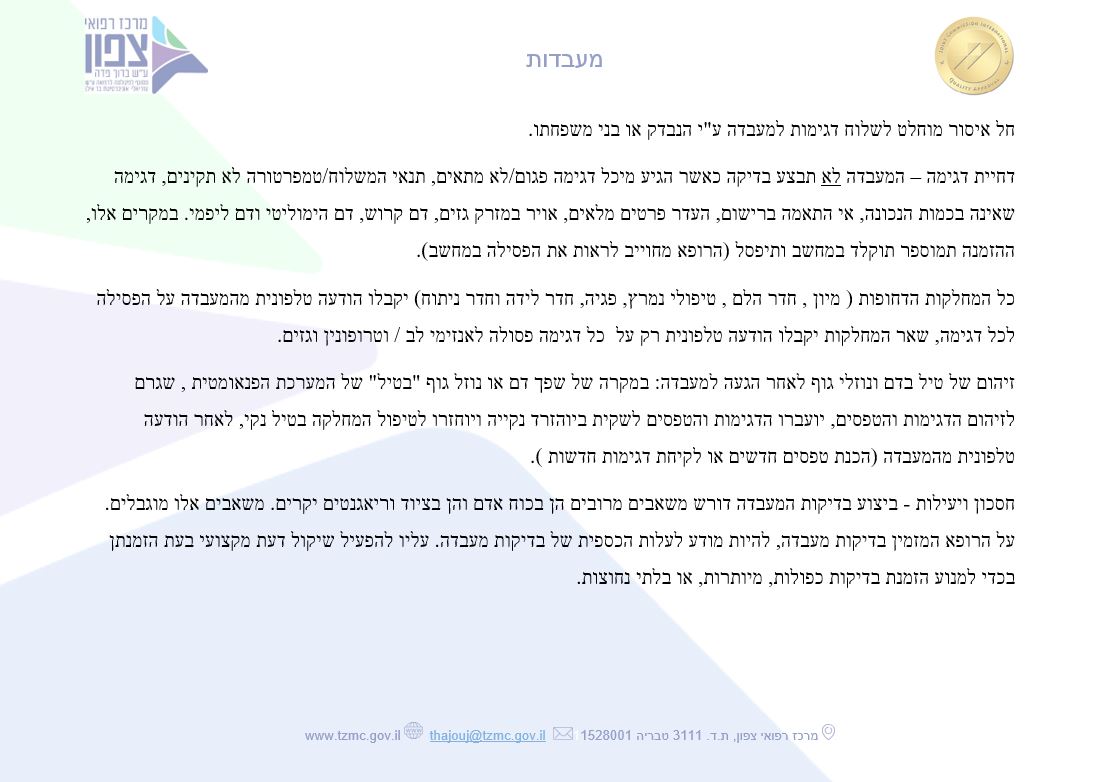 מרכז רפואי
צפון
ע״ש ברוך פדה
מעבדות
JOINT COMMISSION INTERNATIONAL
QUALITY APPROVAL
חל איסור מוחלט לשלוח דגימות למעבדה ע"י הנבדק או בני משפחתו.
דחיית דגימה – המעבדה לא תבצע בדיקה כאשר הגיע מיכל דגימה פגום/לא מתאים, תנאי המשלוח/טמפרטורה לא תקינים, דגימה
שאינה בכמות הנכונה, אי התאמה ברישום, העדר פרטים מלאים, אויר במזרק גזים, דם קרוש, דם הימוליטי ודם ליפמי. במקרים אלו,
ההזמנה תמוספר תוקלד במחשב ותיפסל (הרופא מחוייב לראות את הפסילה במחשב).
כל המחלקות הדחופות ( מיון , חדר הלם , טיפולי נמרץ, פגיה, חדר לידה וחדר ניתוח) יקבלו הודעה טלפונית מהמעבדה על הפסילה
לכל דגימה, שאר המחלקות יקבלו הודעה טלפונית רק על  כל דגימה פסולה לאנזימי לב / וטרופונין וגזים.
זיהום של טיל בדם ונוזלי גוף לאחר הגעה למעבדה: במקרה של שפך דם או נוזל גוף "בטיל" של המערכת הפנאומטית , שגרם
לזיהום הדגימות והטפסים, יועברו הדגימות והטפסים לשקית ביוהזרד נקייה ויוחזרו לטיפול המחלקה בטיל נקי, לאחר הודעה
טלפונית מהמעבדה (הכנת טפסים חדשים או לקיחת דגימות חדשות ).
חסכון ויעילות - ביצוע בדיקות המעבדה דורש משאבים מרובים הן בכוח אדם והן בציוד וריאגנטים יקרים. משאבים אלו מוגבלים.
על הרופא המזמין בדיקות מעבדה, להיות מודע לעלות הכספית של בדיקות מעבדה. עליו להפעיל שיקול דעת מקצועי בעת הזמנתן
בכדי למנוע הזמנת בדיקות כפולות, מיותרות, או בלתי נחוצות.
מרכז רפואי צפון, ת.ד. 3111 טבריה 1528001 thajouj@tzmc.gov.il www.tzmc.gov.il